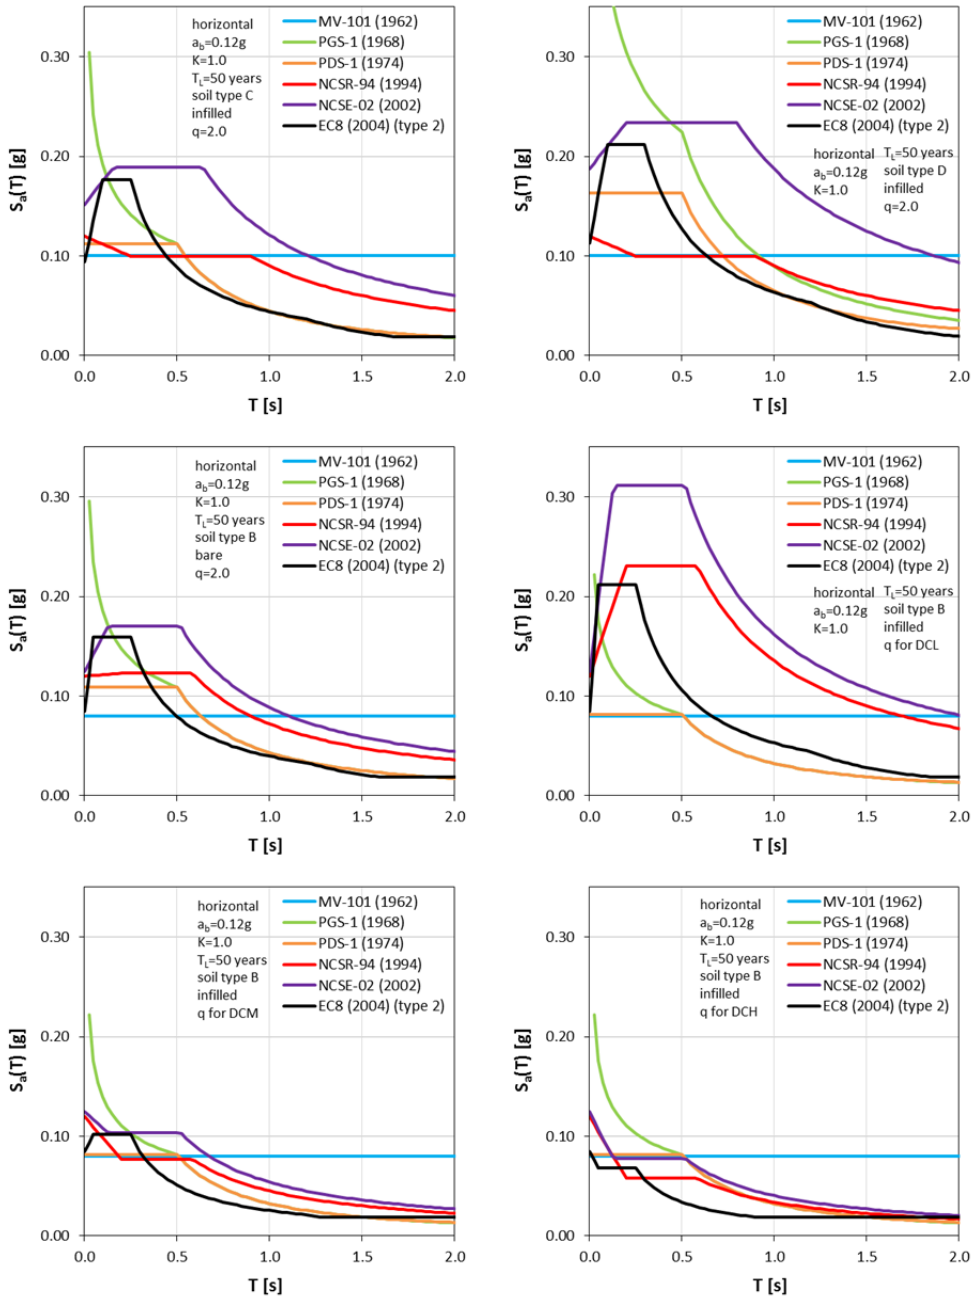 horizontal
a_b=0.12g
K=1.0
T_L=50 years
soil type C
infilled
q=2.0
MV-101 (1962)
PGS-1 (1968)
PDS-1 (1974)
NCSR-94 (1994)
NCSE-02 (2002)
EC8 (2004) (type 2)
0.30
0.20
0.10
0.00
S_a(T) [g]
0.0 0.5 1.0 1.5 2.0
T [s]
MV-101 (1962)
PGS-1 (1968)
PDS-1 (1974)
NCSR-94 (1994)
NCSE-02 (2002)
EC8 (2004) (type 2)
horizontal
a_b=0.12g
K=1.0
T_L=50 years
soil type D
infilled
q=2.0
0.30
0.20
0.10
0.00
S_a(T) [g]
0.0 0.5 1.0 1.5 2.0
T [s]
horizontal
a_b=0.12g
K=1.0
T_L=50 years
soil type B
bare
q=2.0
MV-101 (1962)
PGS-1 (1968)
PDS-1 (1974)
NCSR-94 (1994)
NCSE-02 (2002)
EC8 (2004) (type 2)
0.30
0.20
0.10
0.00
S_a(T) [g]
0.0 0.5 1.0 1.5 2.0
T [s]
MV-101 (1962)
PGS-1 (1968)
PDS-1 (1974)
NCSR-94 (1994)
NCSE-02 (2002)
EC8 (2004) (type 2)
horizontal
a_b=0.12g
K=1.0
T_L=50 years
soil type B
infilled
q for DCL
0.30
0.20
0.10
0.00
S_a(T) [g]
0.0 0.5 1.0 1.5 2.0
T [s]
horizontal
a_b=0.12g
K=1.0
T_L=50 years
soil type B
infilled
q for DCM
MV-101 (1962)
PGS-1 (1968)
PDS-1 (1974)
NCSR-94 (1994)
NCSE-02 (2002)
EC8 (2004) (type 2)
0.30
0.20
0.10
0.00
S_a(T) [g]
0.0 0.5 1.0 1.5 2.0
T [s]
horizontal
a_b=0.12g
K=1.0
T_L=50 years
soil type B
infilled
q for DCH
MV-101 (1962)
PGS-1 (1968)
PDS-1 (1974)
NCSR-94 (1994)
NCSE-02 (2002)
EC8 (2004) (type 2)
0.30
0.20
0.10
0.00
S_a(T) [g]
0.0 0.5 1.0 1.5 2.0
T [s]